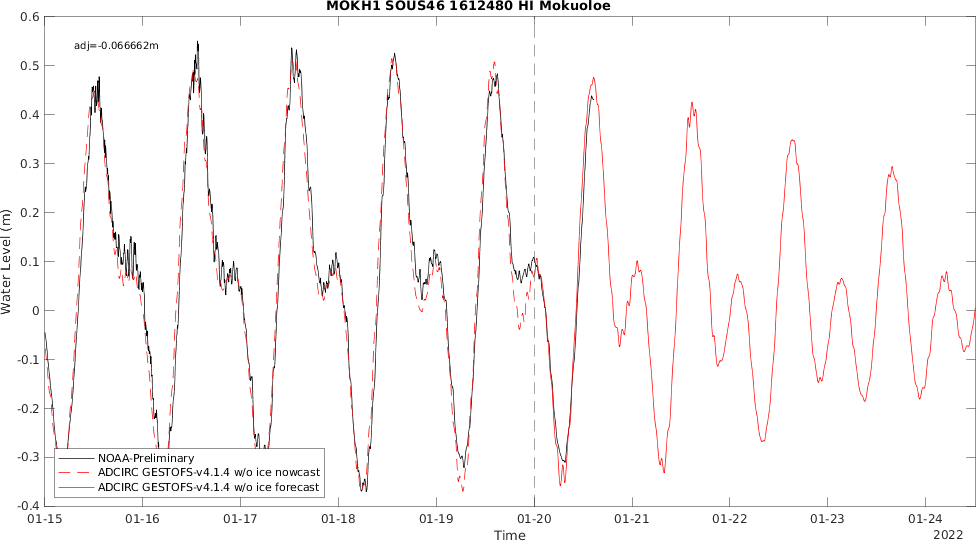 MOKH1 SOUS46 1612480 HI Mokuoloe
adj=-0.066662m
0.6
0.5
0.4
0.3
0.2
0.1
0
-0.1
-0.2
-0.3
-0.4
Water Level (m)
NOAA-Preliminary
ADCIRC GESTOFS-v4.1.4 w/o ice nowcast
ADCIRC GESTOFS-v4.1.4 w/o ice forecast
01-15 01-16 01-17 01-18 01-19 01-20 01-21 01-22 01-23 01-24
Time
2022